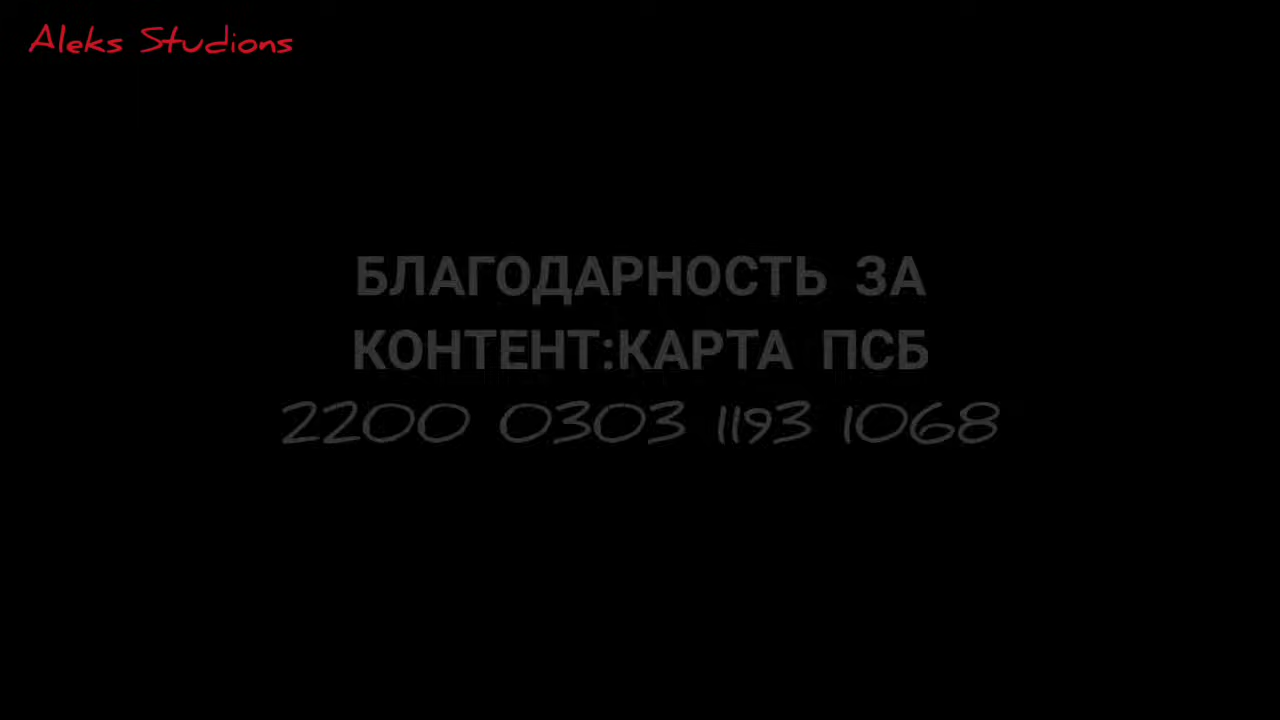 Aleks Studions
БЛАГОДАРНОСТЬ ЗА
КОНТЕНТ:КАРТА ПСБ
2200 0303 1193 1068